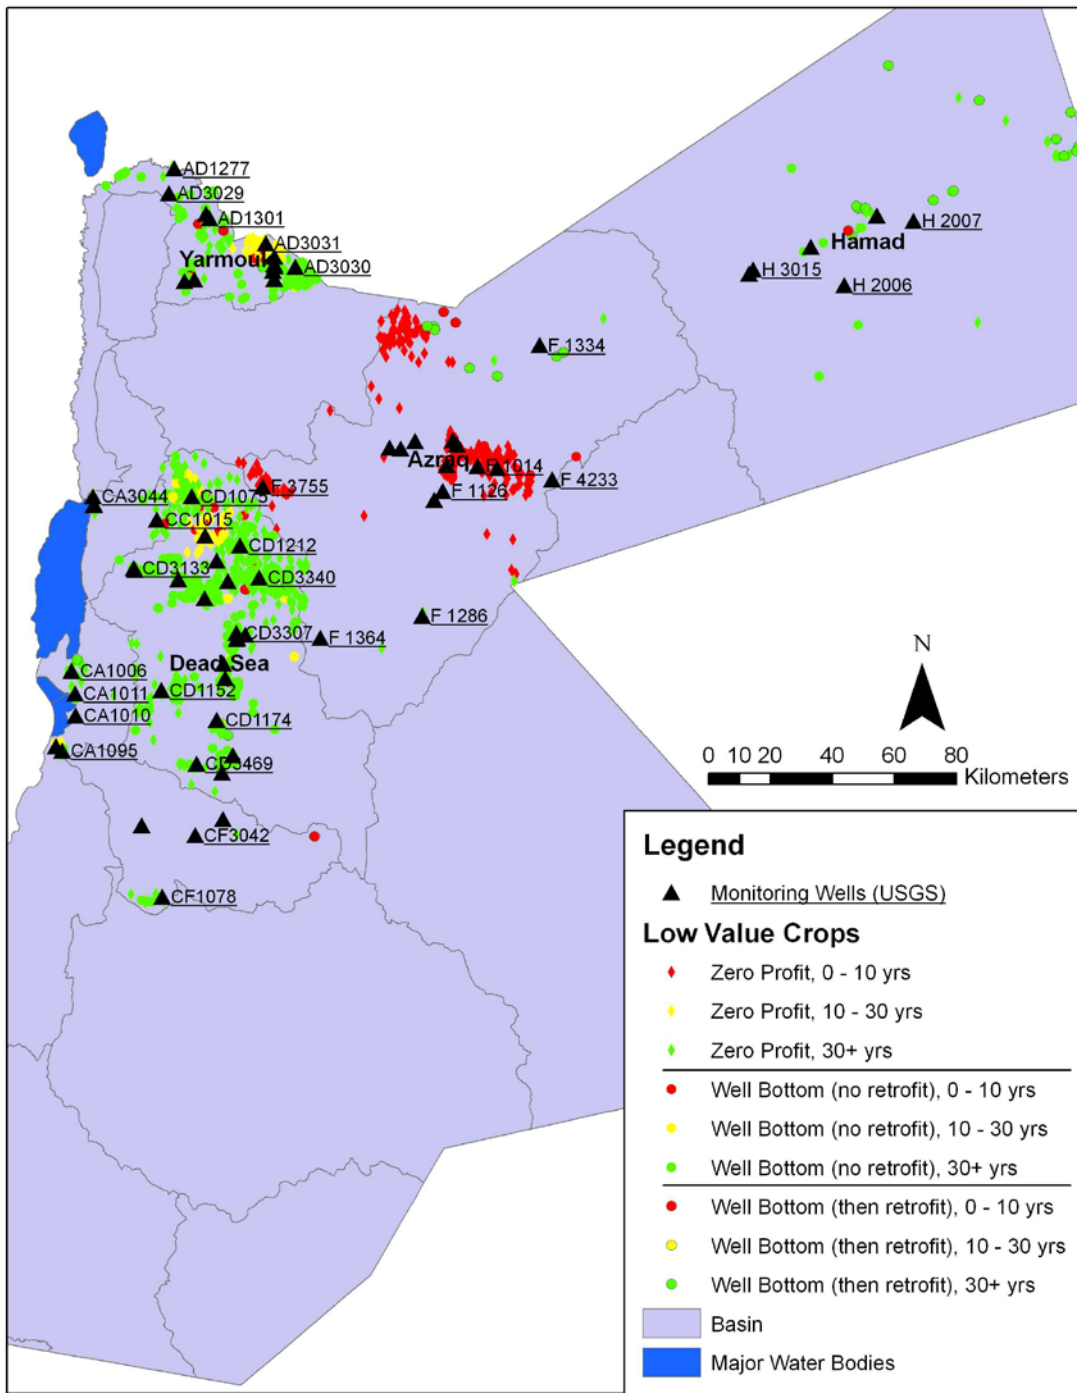 AD1277
AD3029
AD1301
AD3031
Yarmouk
AD3030
H 2007
Hamad
H 3015
H 2006
F 1334
Azraq
F 1014
F 3755
F 1126
F 4233
CA3044
CD1073
CC1015
CD1212
CD3133
CD3340
F 1286
CD3307
F 1364
Dead Sea
CA1006
CA1011
CD1152
CA1010
CD1174
CA1095
CD3469
CF3042
CF1078
N
0 10 20 40 60 80
Kilometers
Legend
Monitoring Wells (USGS)
Low Value Crops
Zero Profit, 0 - 10 yrs
Zero Profit, 10 - 30 yrs
Zero Profit, 30+ yrs
Well Bottom (no retrofit), 0 - 10 yrs
Well Bottom (no retrofit), 10 - 30 yrs
Well Bottom (no retrofit), 30+ yrs
Well Bottom (then retrofit), 0 - 10 yrs
Well Bottom (then retrofit), 10 - 30 yrs
Well Bottom (then retrofit), 30+ yrs
Basin
Major Water Bodies